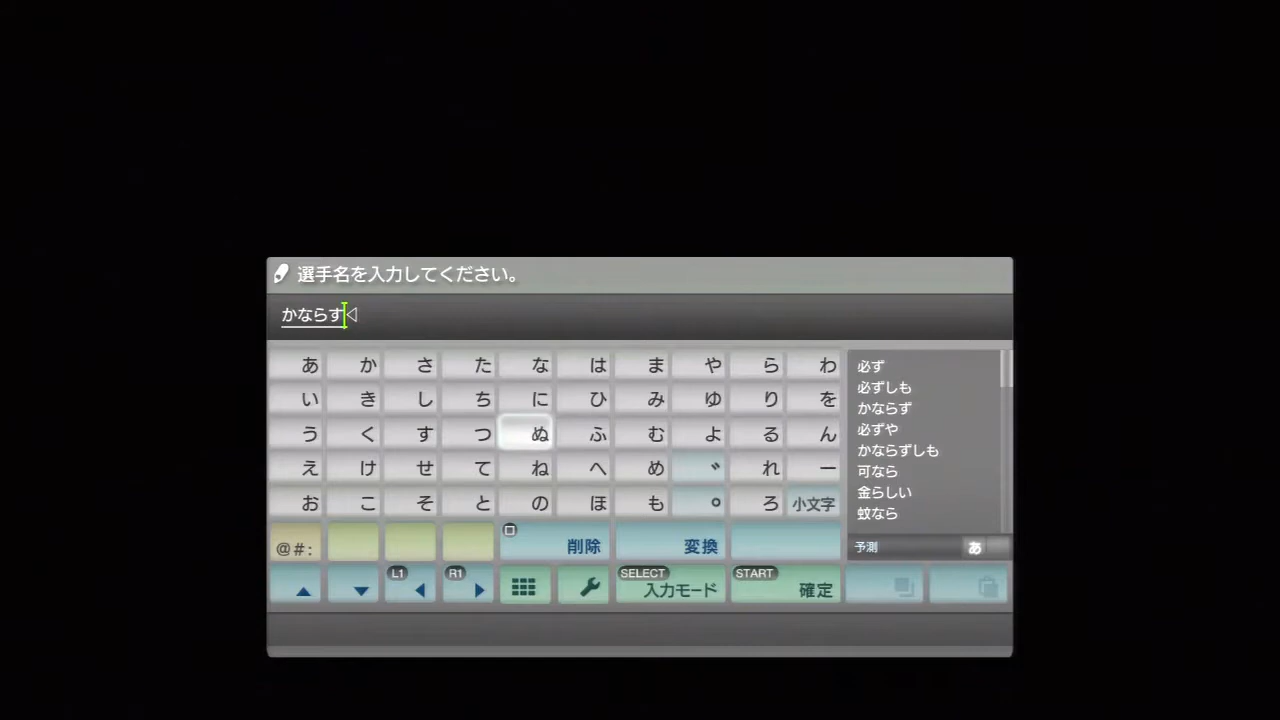 選手名を入力してください。
かならす
あ か さ た な は ま や ら わ
い き し ち に ひ み ゆ り を
う く す つ ぬ ふ む よ る ん
え け せ て ね へ め ゛ れ ー
お こ そ と の ほ も ゜ ろ 小文字
必ず
必ずしも
かならず
必ずや
かならずしも
可なら
金らしい
蚊なら
予測 あ
@#: 削除 変換
L1 R1 SELECT 入力モード START 確定